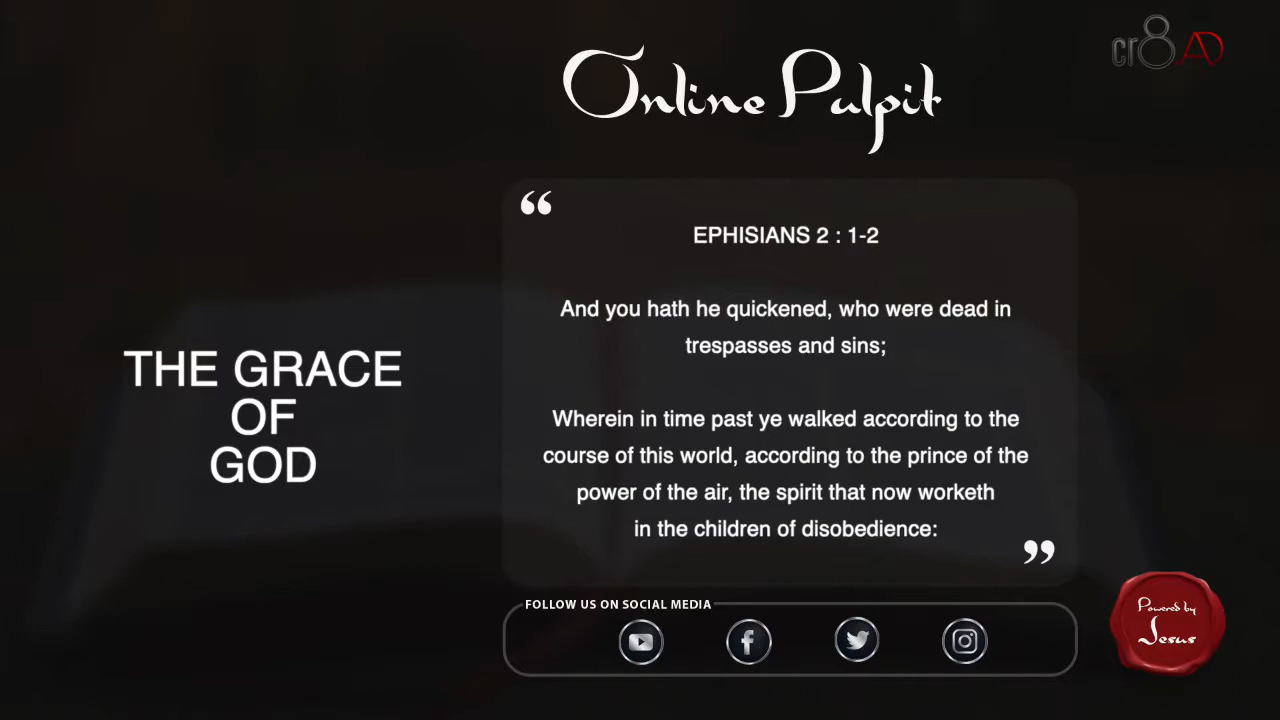 cr8AD
Online Pulpit
“
EPHISIANS 2 : 1-2
And you hath he quickened, who were dead in
trespasses and sins;
Wherein in time past ye walked according to the
course of this world, according to the prince of the
power of the air, the spirit that now worketh
in the children of disobedience:
”
THE GRACE
OF
GOD
FOLLOW US ON SOCIAL MEDIA
Powered by
Jesus